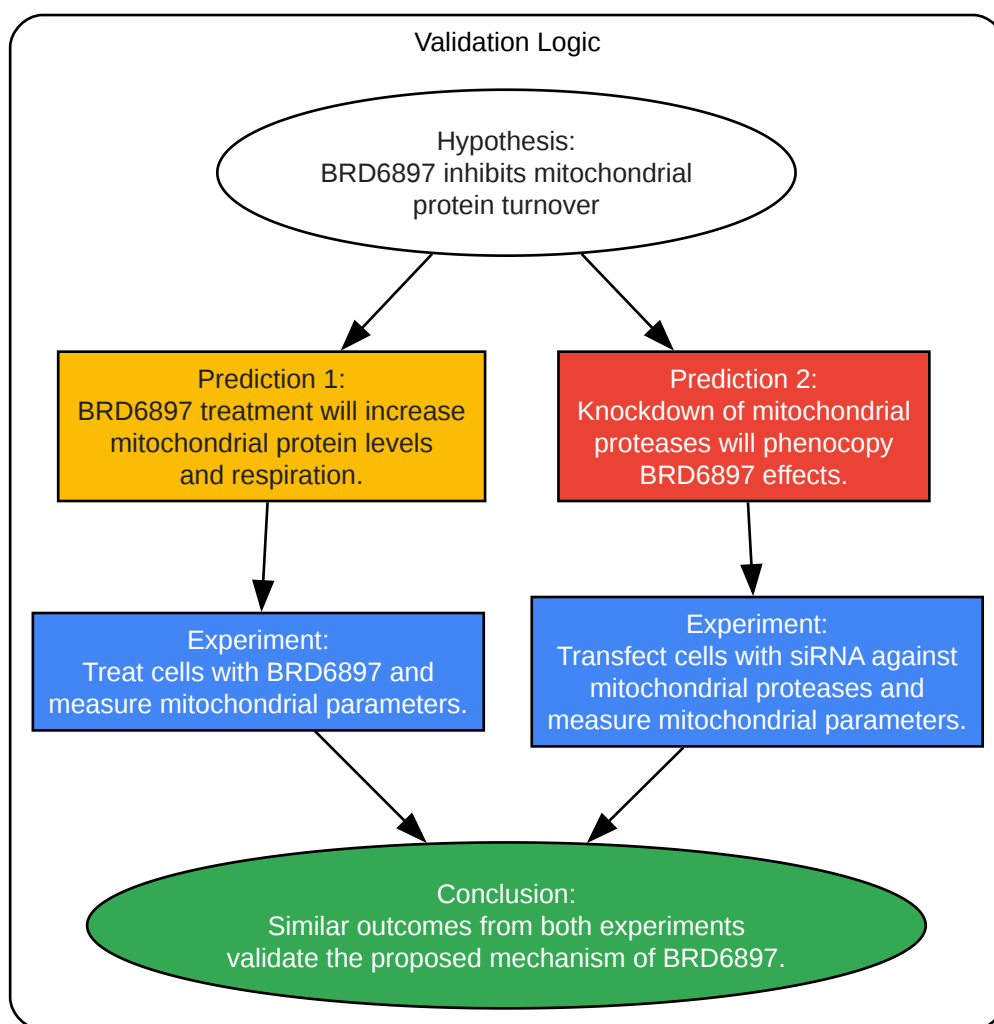 Validation Logic
Hypothesis:
BRD6897 inhibits mitochondrial
protein turnover
Prediction 1:
BRD6897 treatment will increase
mitochondrial protein levels
and respiration.
Prediction 2:
Knockdown of mitochondrial
proteases will phenocopy
BRD6897 effects.
Experiment:
Treat cells with BRD6897 and
measure mitochondrial parameters.
Experiment:
Transfect cells with siRNA against
mitochondrial proteases and
measure mitochondrial parameters.
Conclusion:
Similar outcomes from both experiments
validate the proposed mechanism of BRD6897.